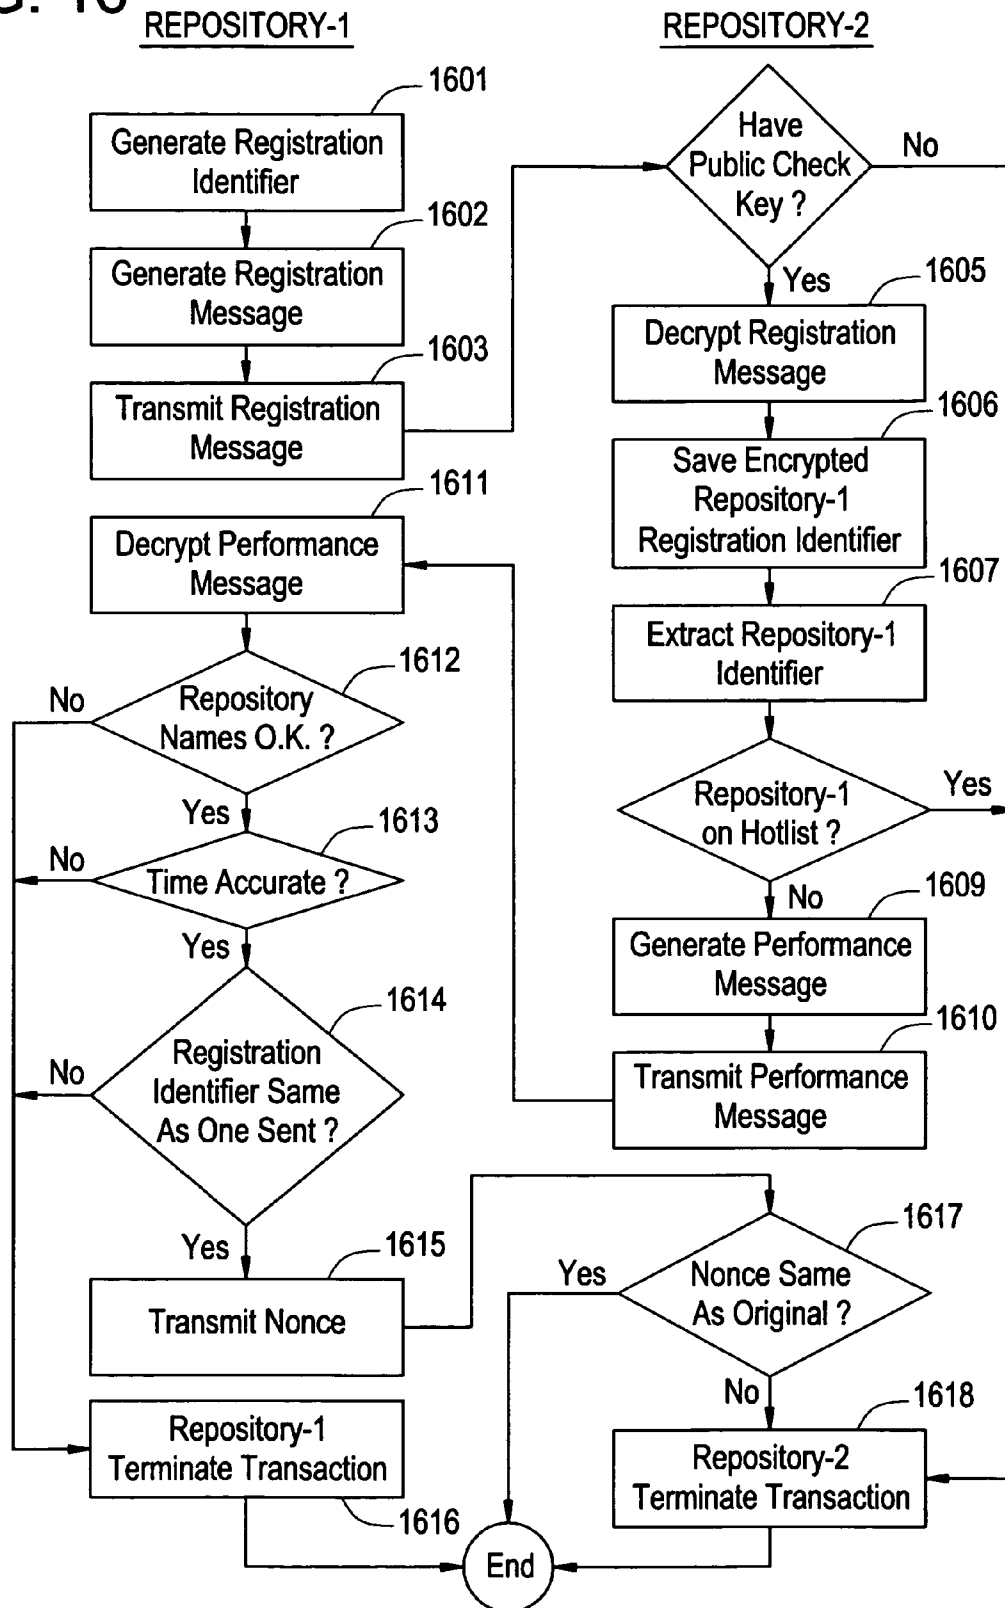 REPOSITORY-1
REPOSITORY-2
1601
Generate Registration
Identifier
1602
Generate Registration
Message
1603
Transmit Registration
Message
Have
Public Check
Key ?
No
Yes
1605
Decrypt Registration
Message
1606
Save Encrypted
Repository-1
Registration Identifier
1607
Extract Repository-1
Identifier
Repository-1
on Hotlist ?
Yes
No
1609
Generate Performance
Message
1610
Transmit Performance
Message
1611
Decrypt Performance
Message
1612
Repository
Names O.K. ?
No
Yes
1613
Time Accurate ?
No
Yes
1614
Registration
Identifier Same
As One Sent ?
No
Yes
1615
Transmit Nonce
1617
Nonce Same
As Original ?
Yes
No
1618
Repository-2
Terminate Transaction
Repository-1
Terminate Transaction
1616
End